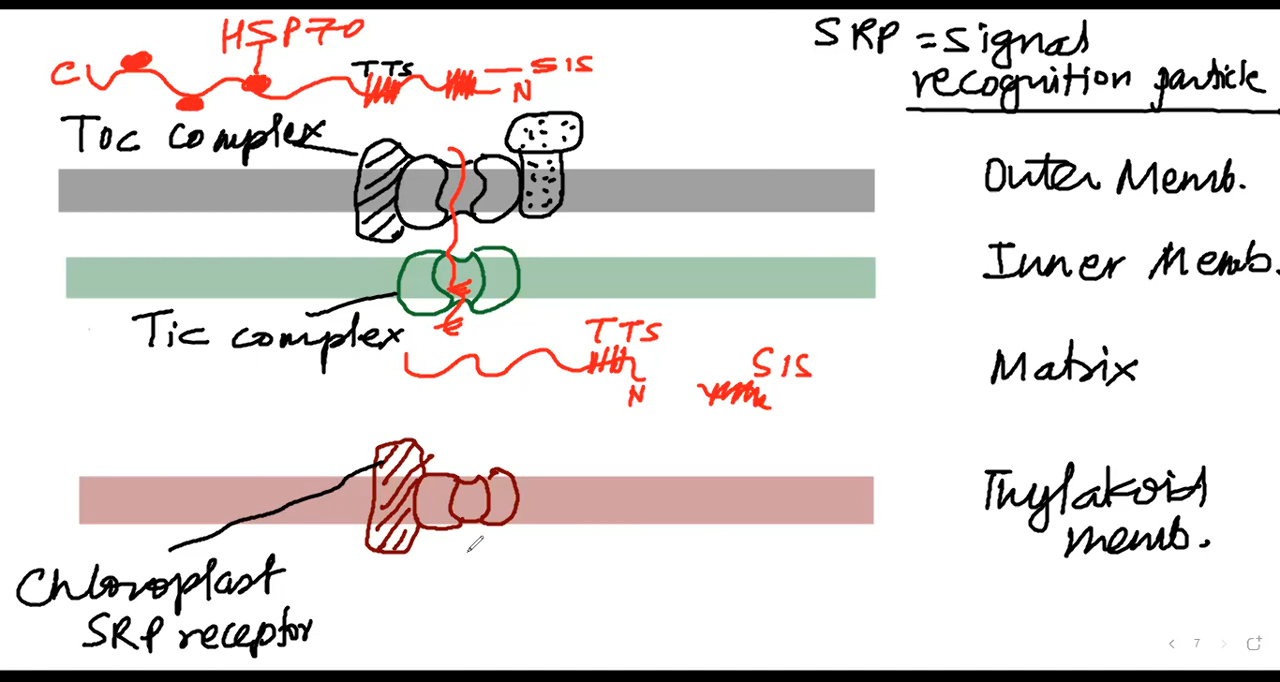 HSP70
SRP = Signal
recognition particle
C
TTS
SIS
N
Toc complex
Outer Memb.
Inner Memb.
Tic complex
TTS
SIS
N
Matrix
Thylakoid
memb.
Chloroplast
SRP receptor
7